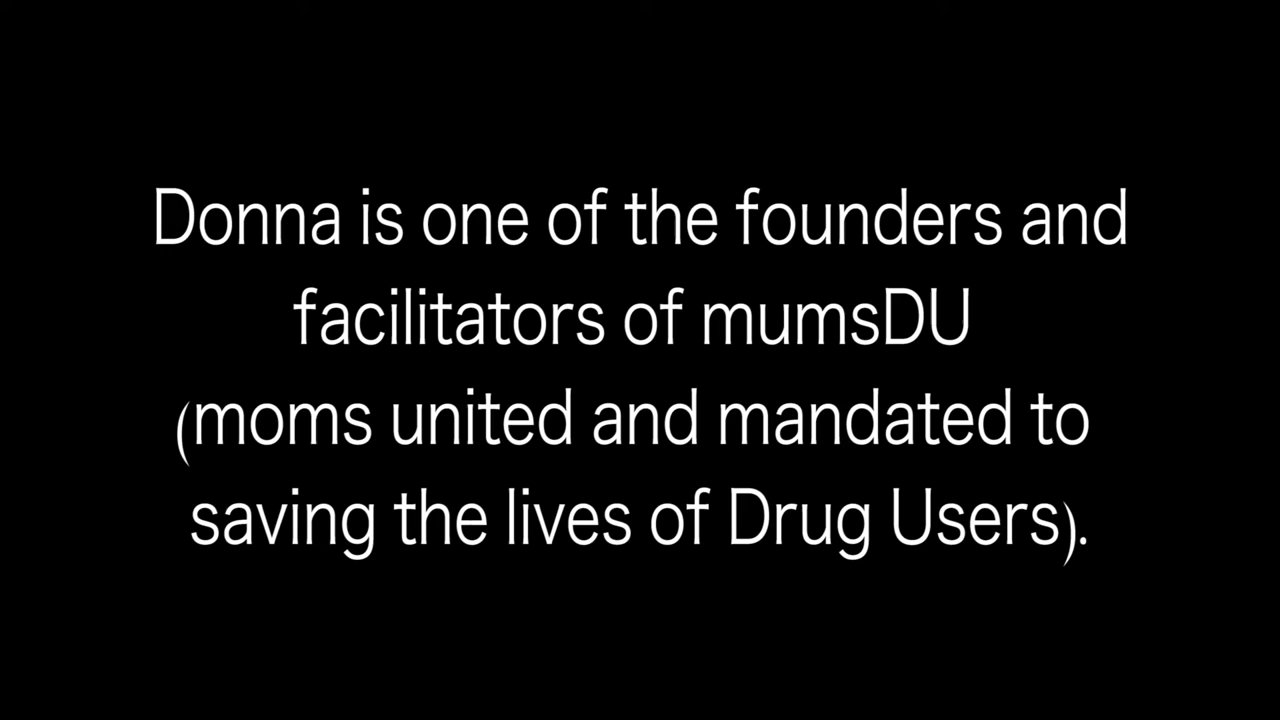 Donna is one of the founders and
facilitators of mumsDU
(moms united and mandated to
saving the lives of Drug Users).